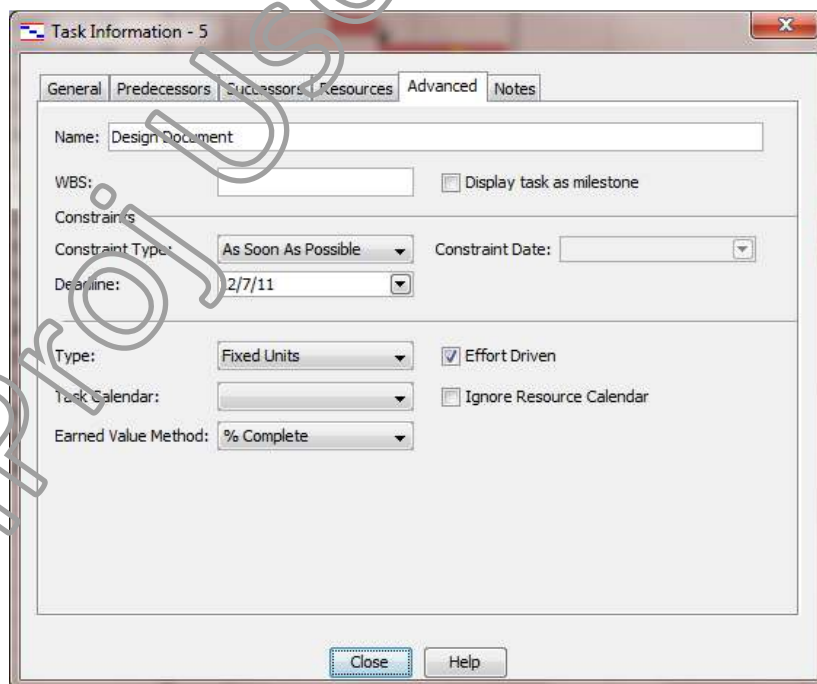 Task Information - 5
General Predecessors Successors Resources Advanced Notes
Name: Design Document
WBS: Display task as milestone
Constraints
Constraint Type: As Soon As Possible Constraint Date:
Deadline: 2/7/11
Type: Fixed Units Effort Driven
Task Calendar: Ignore Resource Calendar
Earned Value Method: % Complete
Close Help